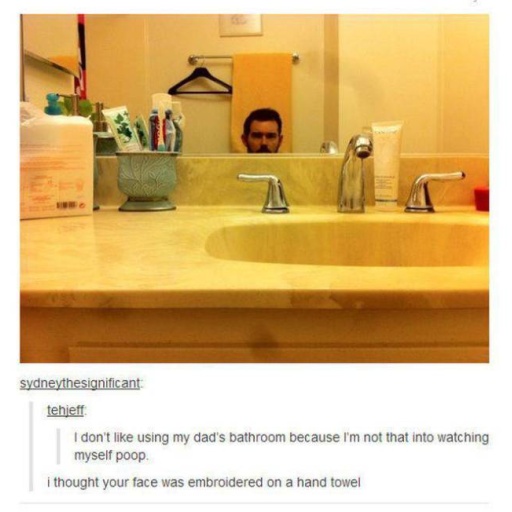 sydneythesignificant:
tehjeff:
I don't like using my dad's bathroom because I'm not that into watching
myself poop.
i thought your face was embroidered on a hand towel